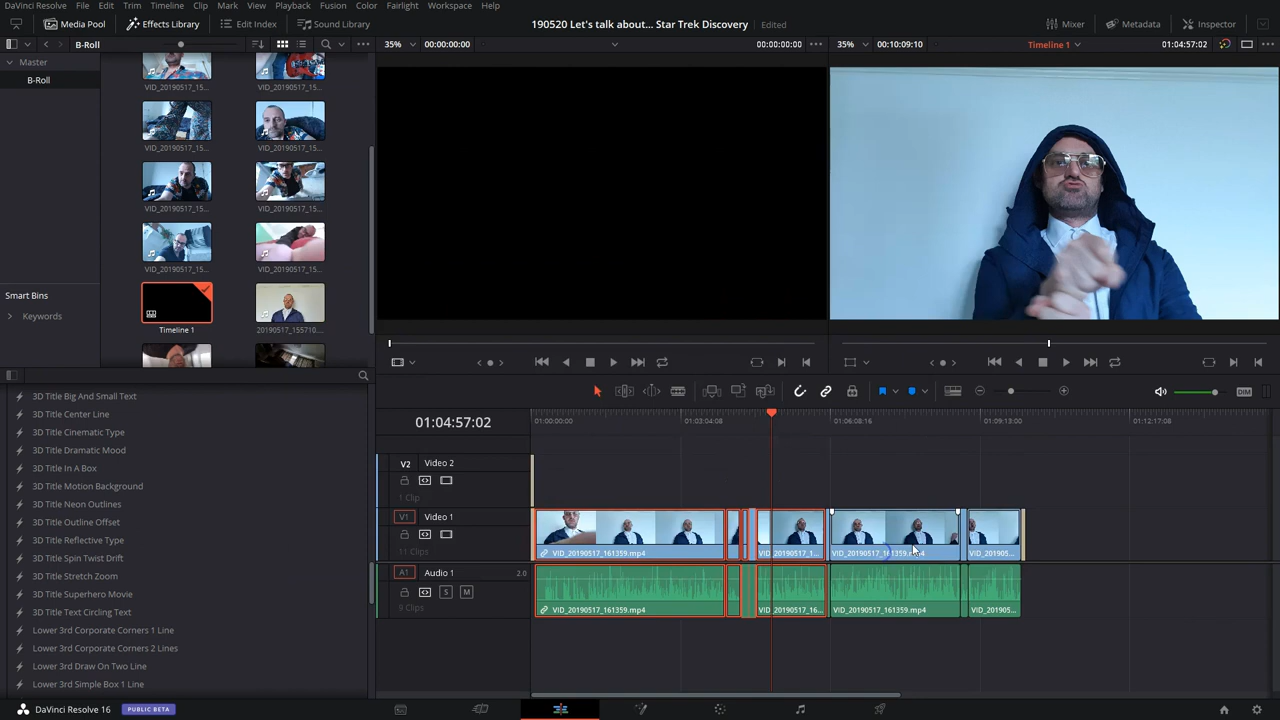 DaVinci Resolve File Edit Trim Timeline Clip Mark View Playback Fusion Color Fairlight Workspace Help
Media Pool Effects Library Edit Index Sound Library 190520 Let's talk about... Star Trek Discovery Edited Mixer Metadata Inspector
B-Roll 35% 00:00:00:00 00:00:00:00 35% 00:10:09:10 Timeline 1 01:04:57:02
Master
B-Roll
VID_20190517_15... VID_20190517_15...
VID_20190517_15... VID_20190517_15...
VID_20190517_15... VID_20190517_15...
VID_20190517_15... VID_20190517_15...
Smart Bins
Keywords
Timeline 1 20190517_155710...
3D Title Big And Small Text
3D Title Center Line
3D Title Cinematic Type
3D Title Dramatic Mood
3D Title In A Box
3D Title Motion Background
3D Title Neon Outlines
3D Title Outline Text
3D Title Reflective Type
3D Title Spin Twist Drift
3D Title Stretch Zoom
3D Title Superhero Movie
3D Title Text Circling Text
Lower 3rd Corporate Corners 1 Line
Lower 3rd Corporate Corners 2 Lines
Lower 3rd Draw On Two Line
Lower 3rd Simple Box 1 Line
DIM
01:04:57:02 01:00:00:00 01:03:04:08 01:06:08:16 01:09:13:00 01:12:17:08
V2 Video 2
1 Clip
V1 Video 1
11 Clips
VID_20190517_161359.mp4 VID_20190517_1... VID_20190517_161359.mp4 VID_201905...
A1 Audio 1 2.0
S M
9 Clips
VID_20190517_161359.mp4 VID_20190517_16... VID_20190517_161359.mp4 VID_201905...
DaVinci Resolve 16 PUBLIC BETA